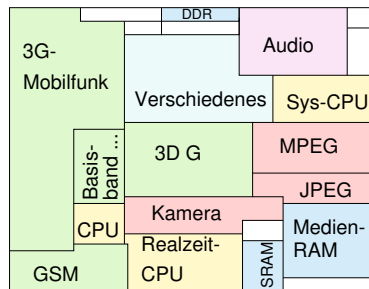 3G-
Mobilfunk
DDR
Audio
Verschiedenes
Sys-CPU
Basis-
band ...
3D G
MPEG
JPEG
CPU
Kamera
Medien-
RAM
GSM
Realzeit-
CPU
SRAM